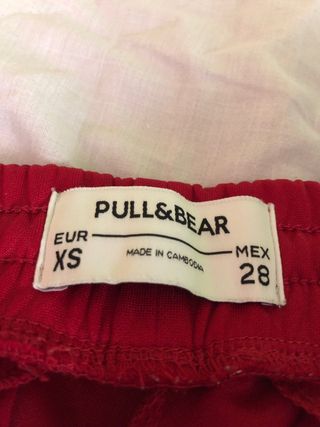 PULL&BEAR
EUR
XS
MADE IN CAMBODIA
MEX
28